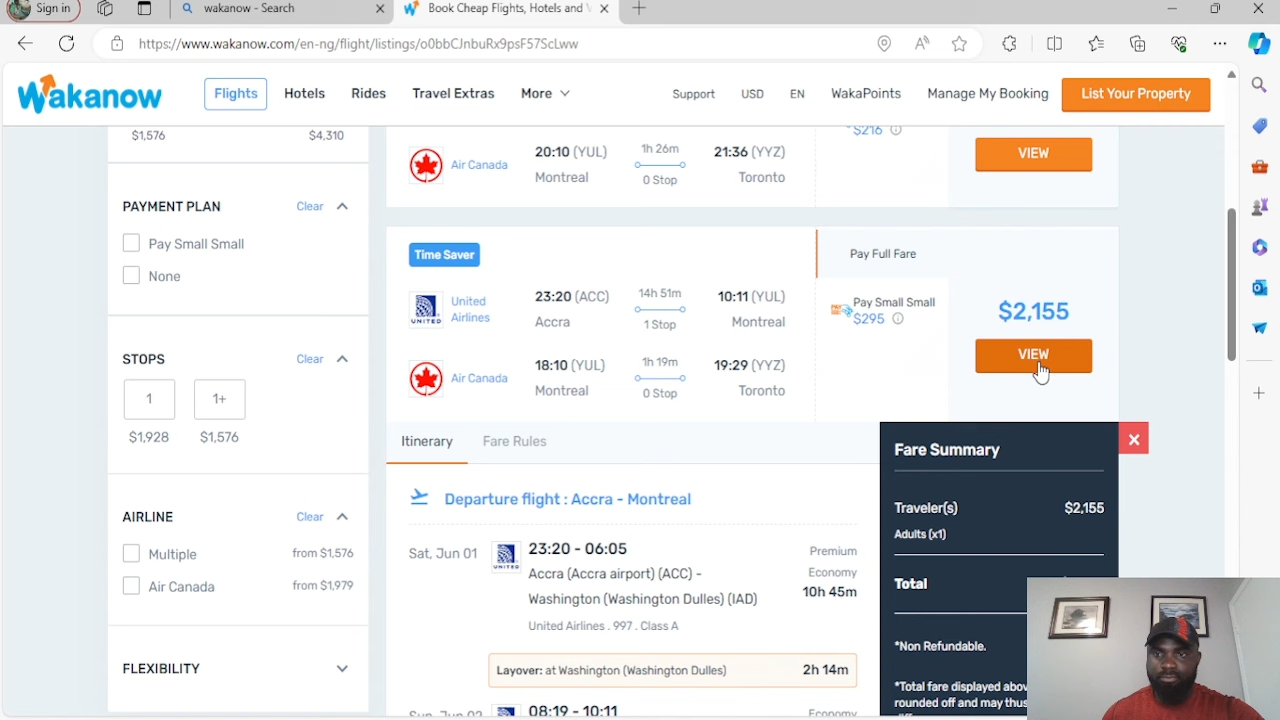 Sign in
wakanow - Search
Book Cheap Flights, Hotels and V
https://www.wakanow.com/en-ng/flight/listings/o0bbCJnbuRx9psF57ScLww
Wakanow
Flights
Hotels
Rides
Travel Extras
More
Support
USD
EN
WakaPoints
Manage My Booking
List Your Property
$1,576
$4,310
PAYMENT PLAN
Clear
Pay Small Small
None
STOPS
Clear
1
1+
$1,928
$1,576
AIRLINE
Clear
Multiple
from $1,576
Air Canada
from $1,979
FLEXIBILITY
$216
Air Canada
20:10 (YUL)
Montreal
1h 26m
0 Stop
21:36 (YYZ)
Toronto
VIEW
Time Saver
UNITED
United
Airlines
23:20 (ACC)
Accra
14h 51m
1 Stop
10:11 (YUL)
Montreal
Air Canada
18:10 (YUL)
Montreal
1h 19m
0 Stop
19:29 (YYZ)
Toronto
Pay Full Fare
Pay Small Small
$295
$2,155
VIEW
Itinerary
Fare Rules
Departure flight : Accra - Montreal
Sat, Jun 01
UNITED
23:20 - 06:05
Accra (Accra airport) (ACC) -
Washington (Washington Dulles) (IAD)
United Airlines . 997 . Class A
Premium
Economy
10h 45m
Layover: at Washington (Washington Dulles)
2h 14m
Sun, Jun 02
08:19 - 10:11
Economy
Fare Summary
Traveler(s)
$2,155
Adults (x1)
Total
*Non Refundable.
*Total fare displayed above
rounded off and may thus